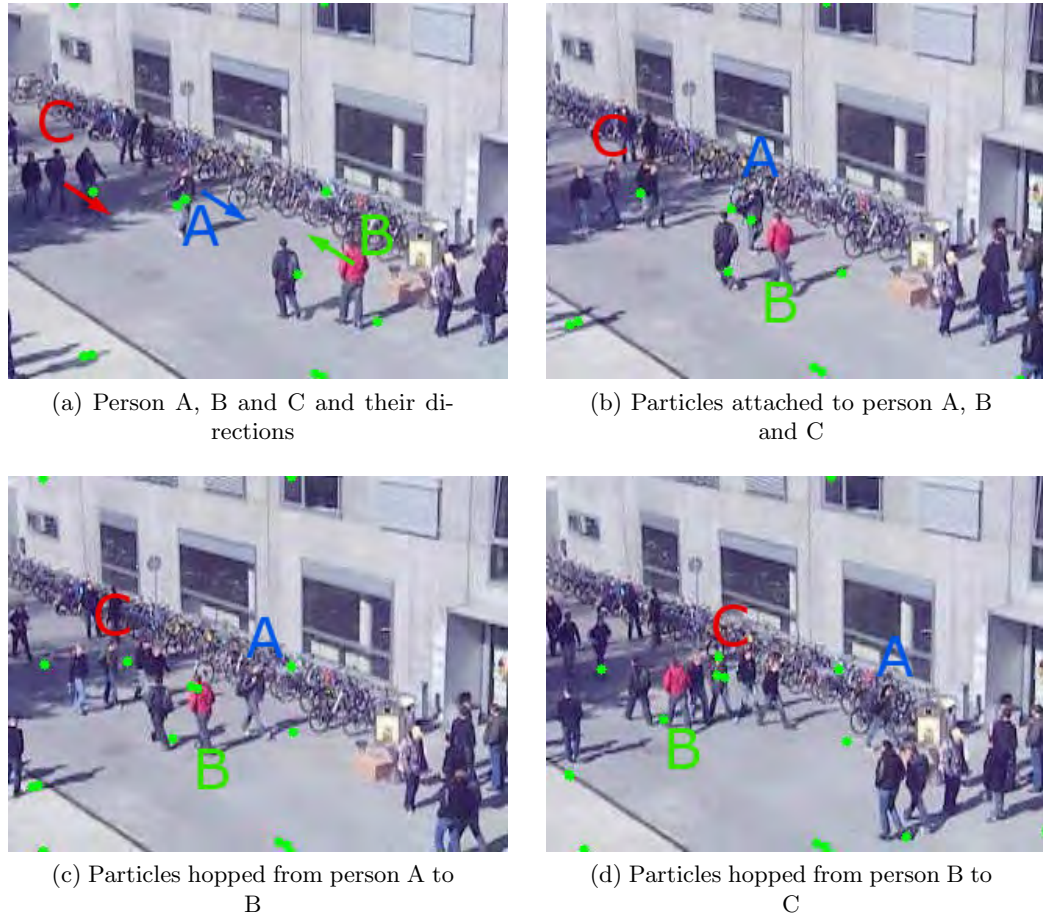 C
A
B
(a) Person A, B and C and their di-
rections
C
A
B
(b) Particles attached to person A, B
and C
C
A
B
(c) Particles hopped from person A to
B
C
A
B
(d) Particles hopped from person B to
C